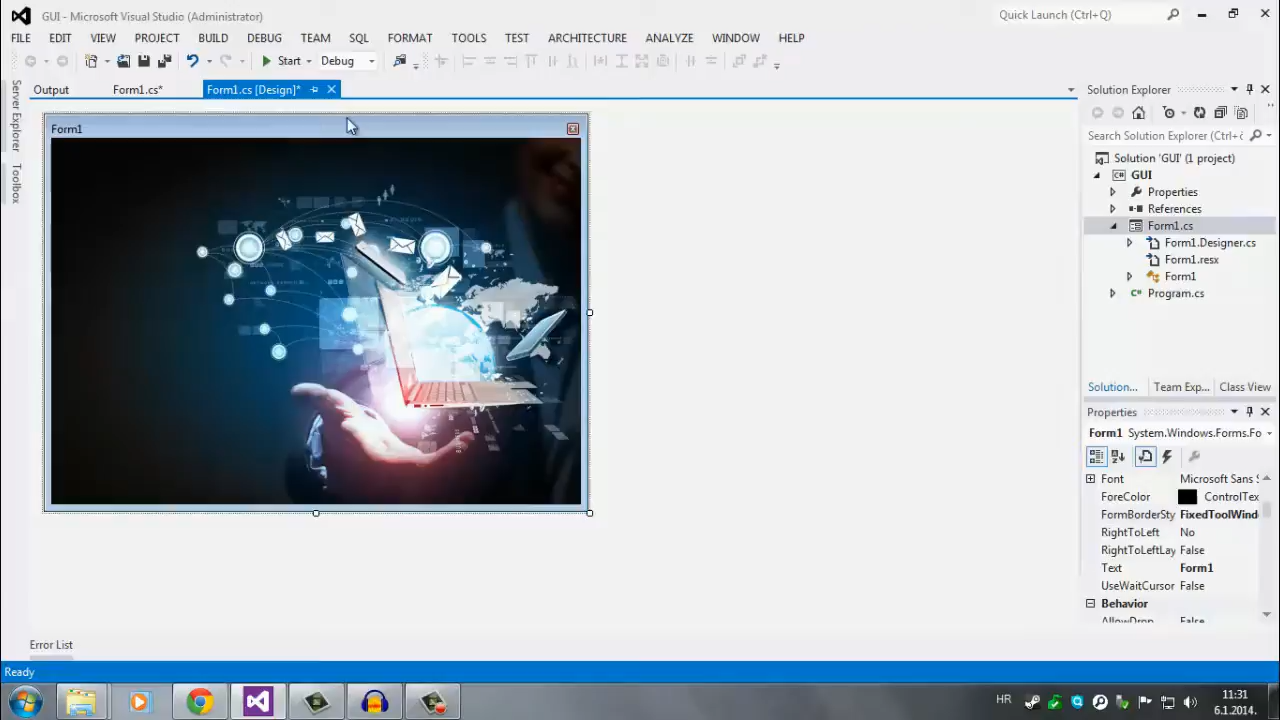 GUI - Microsoft Visual Studio (Administrator)
Quick Launch (Ctrl+Q)
FILE EDIT VIEW PROJECT BUILD DEBUG TEAM SQL FORMAT TOOLS TEST ARCHITECTURE ANALYZE WINDOW HELP
Start Debug
Server Explorer
Toolbox
Output Form1.cs* Form1.cs [Design]*
Form1
Solution Explorer
Search Solution Explorer (Ctrl+
Solution 'GUI' (1 project)
GUI
Properties
References
Form1.cs
Form1.Designer.cs
Form1.resx
Form1
Program.cs
Solution... Team Exp... Class View
Properties
Form1 System.Windows.Forms.Fo
Font Microsoft Sans S
ForeColor ControlTex
FormBorderSty FixedToolWind
RightToLeft No
RightToLeftLay False
Text Form1
UseWaitCursor False
Behavior
AllowDrop False
Error List
Ready
HR
11:31
6.1.2014.